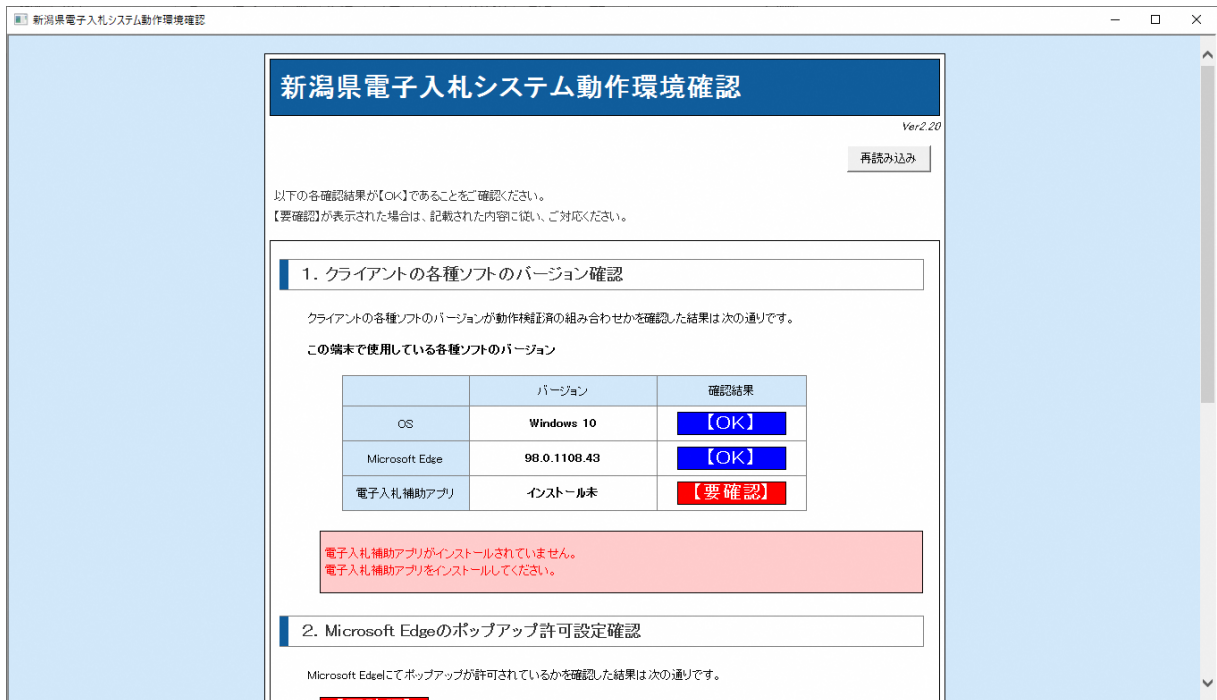 新潟県電子入札システム動作環境確認
新潟県電子入札システム動作環境確認
Ver2.20
再読み込み
以下の各確認結果が【OK】であることをご確認ください。
【要確認】が表示された場合は、記載された内容に従い、ご対応ください。
1. クライアントの各種ソフトのバージョン確認
クライアントの各種ソフトのバージョンが動作検証済の組み合わせかを確認した結果は次の通りです。
この端末で使用している各種ソフトのバージョン
バージョン 確認結果
OS Windows 10 【OK】
Microsoft Edge 98.0.1108.43 【OK】
電子入札補助アプリ インストール未 【要確認】
電子入札補助アプリがインストールされていません。
電子入札補助アプリをインストールしてください。
2. Microsoft Edgeのポップアップ許可設定確認
Microsoft Edgeにてポップアップが許可されているかを確認した結果は次の通りです。